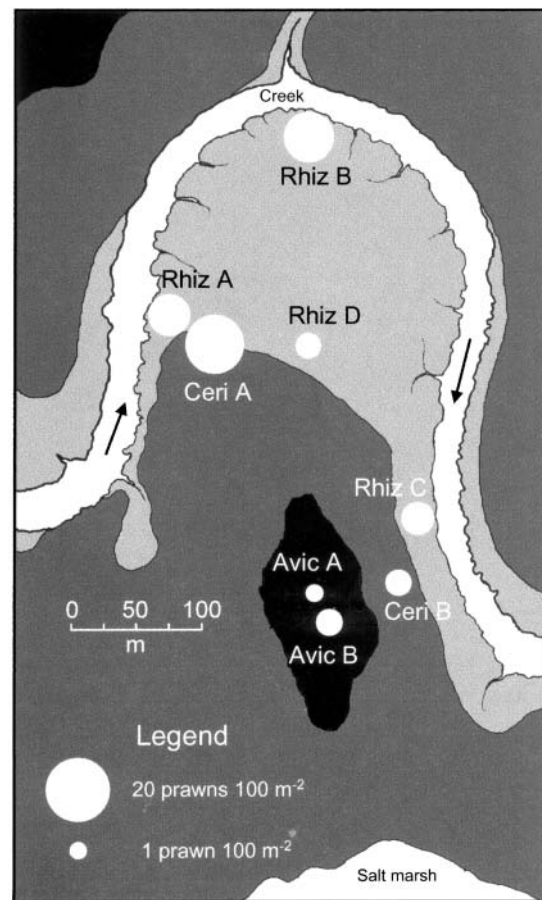 Creek
Rhiz B
Rhiz A
Rhiz D
Ceri A
Rhiz C
Avic A
Ceri B
Avic B
0 50 100
m
Legend
20 prawns 100 m⁻²
1 prawn 100 m⁻²
Salt marsh